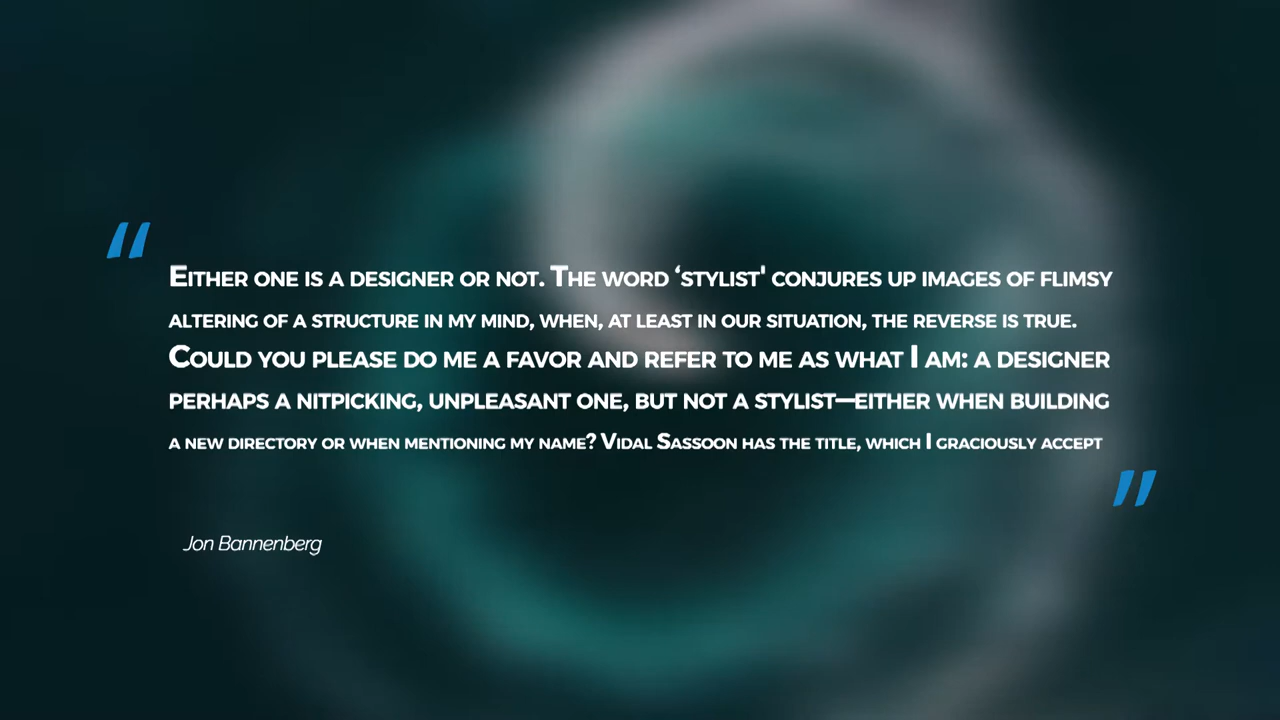 “
Either one is a designer or not. The word ‘stylist' conjures up images of flimsy
altering of a structure in my mind, when, at least in our situation, the reverse is true.
Could you please do me a favor and refer to me as what I am: a designer
perhaps a nitpicking, unpleasant one, but not a stylist—either when building
a new directory or when mentioning my name? Vidal Sassoon has the title, which I graciously accept
”
Jon Bannenberg